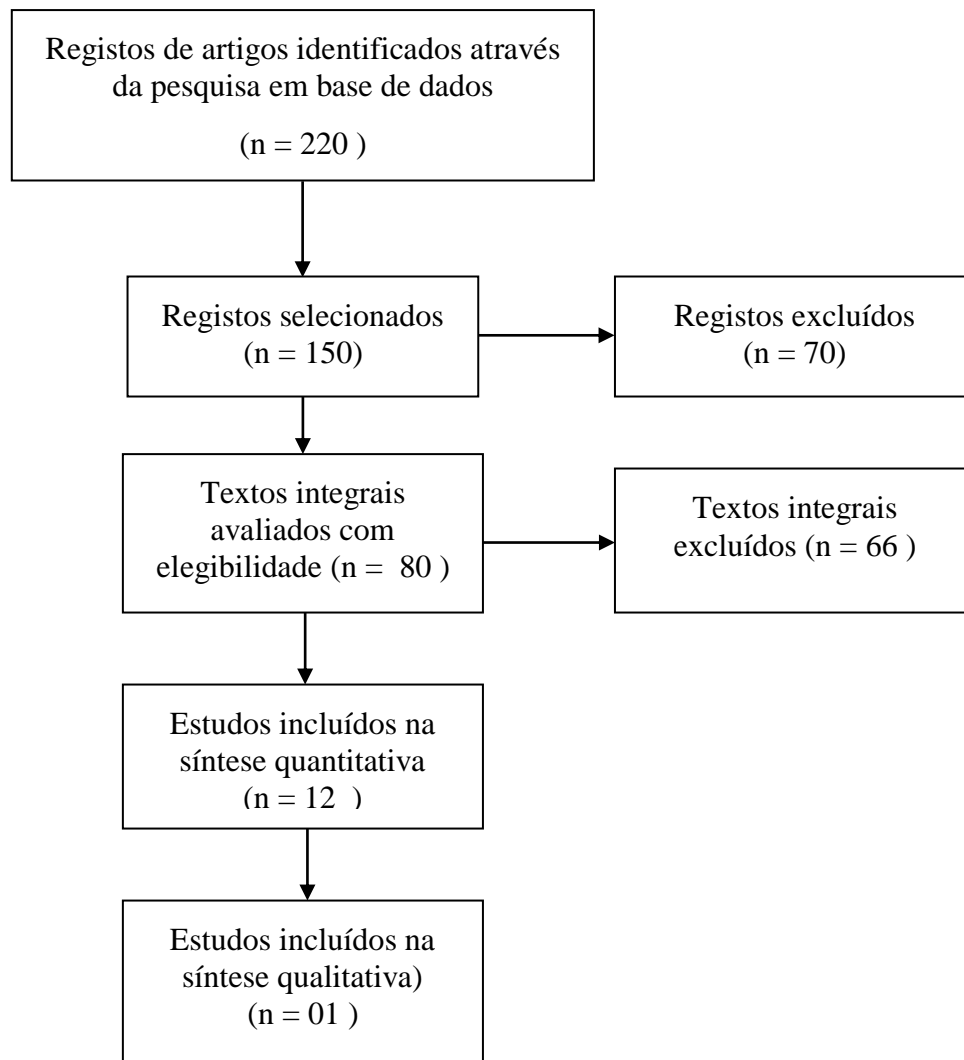 Registos de artigos identificados através
da pesquisa em base de dados
(n = 220 )
Registos selecionados
(n = 150)
Registos excluídos
(n = 70)
Textos integrais
avaliados com
elegibilidade (n =  80 )
Textos integrais
excluídos (n = 66 )
Estudos incluídos na
síntese quantitativa
(n = 12  )
Estudos incluídos na
síntese qualitativa)
(n = 01 )